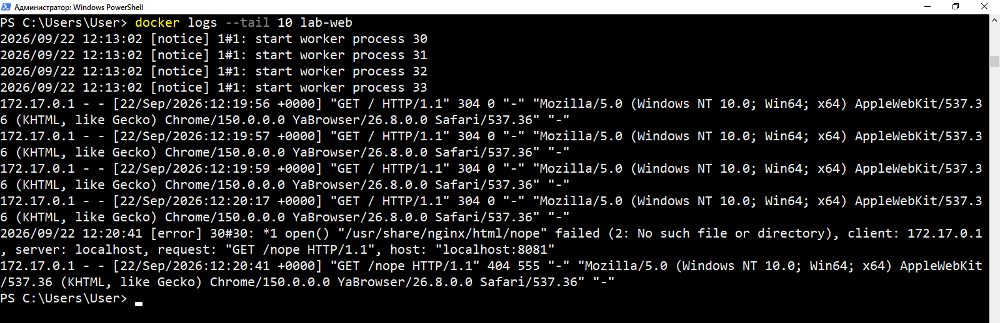 Администратор: Windows PowerShell
PS C:\Users\User> docker logs --tail 10 lab-web
2026/09/22 12:13:02 [notice] 1#1: start worker process 30
2026/09/22 12:13:02 [notice] 1#1: start worker process 31
2026/09/22 12:13:02 [notice] 1#1: start worker process 32
2026/09/22 12:13:02 [notice] 1#1: start worker process 33
172.17.0.1 - - [22/Sep/2026:12:19:56 +0000] "GET / HTTP/1.1" 304 0 "-" "Mozilla/5.0 (Windows NT 10.0; Win64; x64) AppleWebKit/537.3
6 (KHTML, like Gecko) Chrome/150.0.0.0 YaBrowser/26.8.0.0 Safari/537.36" "-"
172.17.0.1 - - [22/Sep/2026:12:19:57 +0000] "GET / HTTP/1.1" 304 0 "-" "Mozilla/5.0 (Windows NT 10.0; Win64; x64) AppleWebKit/537.3
6 (KHTML, like Gecko) Chrome/150.0.0.0 YaBrowser/26.8.0.0 Safari/537.36" "-"
172.17.0.1 - - [22/Sep/2026:12:19:59 +0000] "GET / HTTP/1.1" 304 0 "-" "Mozilla/5.0 (Windows NT 10.0; Win64; x64) AppleWebKit/537.3
6 (KHTML, like Gecko) Chrome/150.0.0.0 YaBrowser/26.8.0.0 Safari/537.36" "-"
172.17.0.1 - - [22/Sep/2026:12:20:17 +0000] "GET / HTTP/1.1" 304 0 "-" "Mozilla/5.0 (Windows NT 10.0; Win64; x64) AppleWebKit/537.3
6 (KHTML, like Gecko) Chrome/150.0.0.0 YaBrowser/26.8.0.0 Safari/537.36" "-"
2026/09/22 12:20:41 [error] 30#30: *1 open() "/usr/share/nginx/html/nope" failed (2: No such file or directory), client: 172.17.0.1
, server: localhost, request: "GET /nope HTTP/1.1", host: "localhost:8081"
172.17.0.1 - - [22/Sep/2026:12:20:41 +0000] "GET /nope HTTP/1.1" 404 555 "-" "Mozilla/5.0 (Windows NT 10.0; Win64; x64) AppleWebKit
/537.36 (KHTML, like Gecko) Chrome/150.0.0.0 YaBrowser/26.8.0.0 Safari/537.36" "-"
PS C:\Users\User>